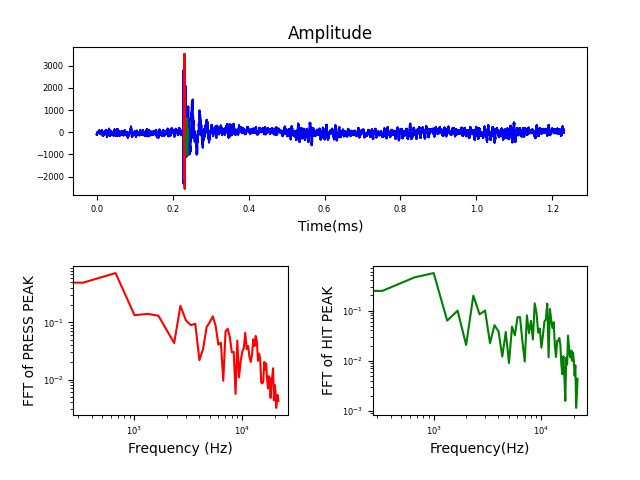 Amplitude
3000
2000
1000
0
−1000
−2000
0.0 0.2 0.4 0.6 0.8 1.0 1.2
Time(ms)
FFT of PRESS PEAK
10⁻¹
10⁻²
10³ 10⁴
Frequency (Hz)
FFT of HIT PEAK
10⁻¹
10⁻²
10⁻³
10³ 10⁴
Frequency(Hz)